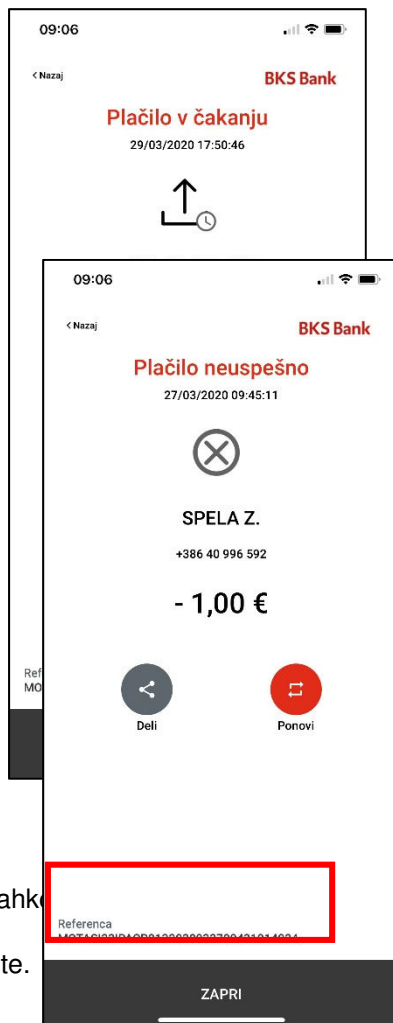 09:06
< Nazaj
BKS Bank
Plačilo v čakanju
29/03/2020 17:50:46
09:06
< Nazaj
BKS Bank
Plačilo neuspešno
27/03/2020 09:45:11
SPELA Z.
+386 40 996 592
- 1,00 €
Deli
Ponovi
Referenca
ZAPRI
te.